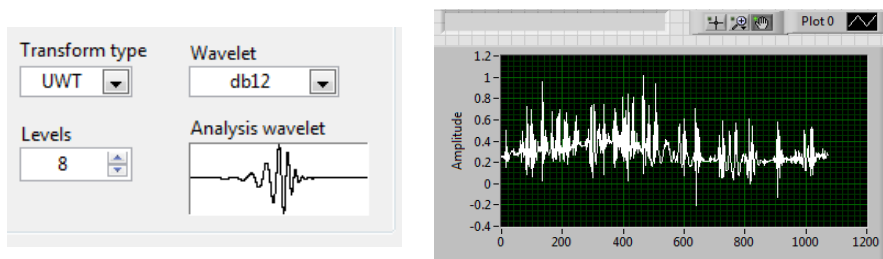 Transform type
UWT
Wavelet
db12
Levels
8
Analysis wavelet
Plot 0
Amplitude
1.2
1
0.8
0.6
0.4
0.2
0
-0.2
-0.4
0 200 400 600 800 1000 1200